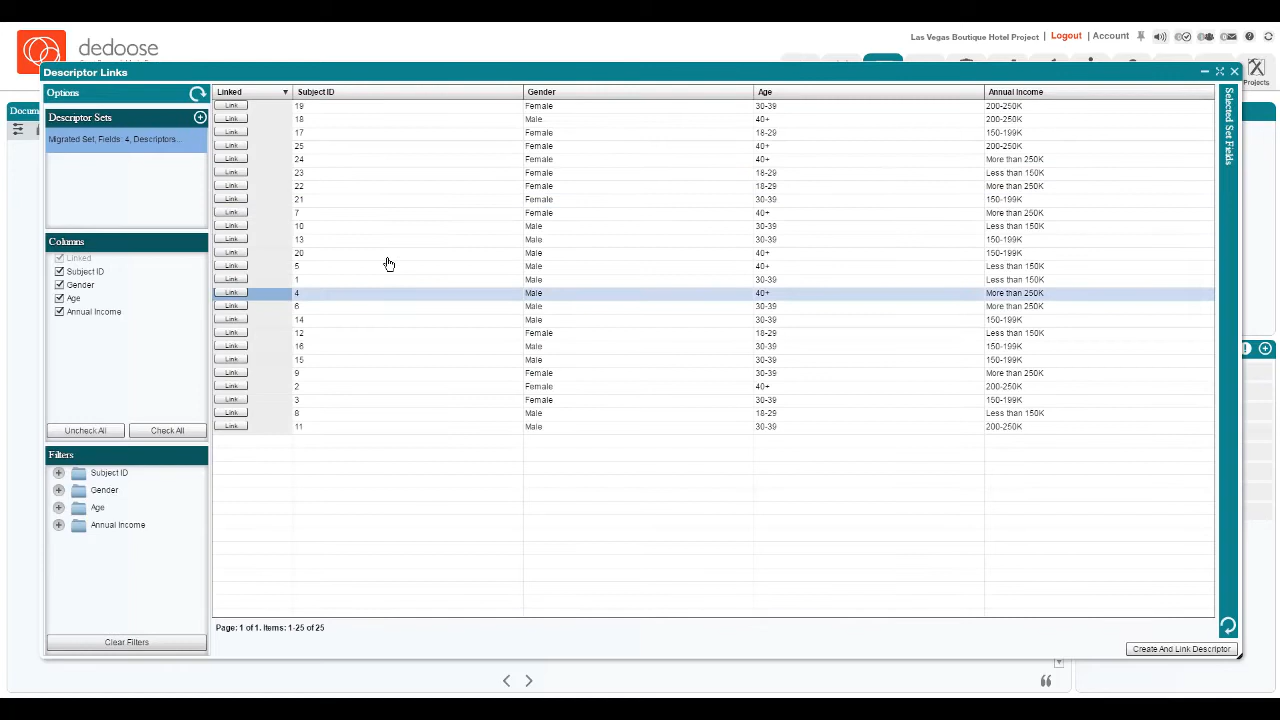 dedoose
Las Vegas Boutique Hotel Project | Logout | Account
Projects
Docum
Descriptor Links
Options
Descriptor Sets
Migrated Set, Fields: 4, Descriptors...
Columns
Linked
Subject ID
Gender
Age
Annual Income
Uncheck All Check All
Filters
Subject ID
Gender
Age
Annual Income
Clear Filters
Linked Subject ID Gender Age Annual Income
Link 19 Female 30-39 200-250K
Link 18 Male 40+ 200-250K
Link 17 Female 18-29 150-199K
Link 25 Female 40+ 200-250K
Link 24 Female 40+ More than 250K
Link 23 Female 18-29 Less than 150K
Link 22 Female 18-29 More than 250K
Link 21 Female 30-39 150-199K
Link 7 Female 40+ More than 250K
Link 10 Male 30-39 Less than 150K
Link 13 Male 30-39 150-199K
Link 20 Male 40+ 150-199K
Link 5 Male 40+ Less than 150K
Link 1 Male 30-39 Less than 150K
Link 4 Male 40+ More than 250K
Link 6 Male 30-39 More than 250K
Link 14 Male 30-39 150-199K
Link 12 Female 18-29 Less than 150K
Link 16 Male 30-39 150-199K
Link 15 Male 30-39 150-199K
Link 9 Female 30-39 More than 250K
Link 2 Female 40+ 200-250K
Link 3 Female 30-39 150-199K
Link 8 Male 18-29 Less than 150K
Link 11 Male 30-39 200-250K
Page: 1 of 1. Items: 1-25 of 25
Selected Set Fields
Create And Link Descriptor